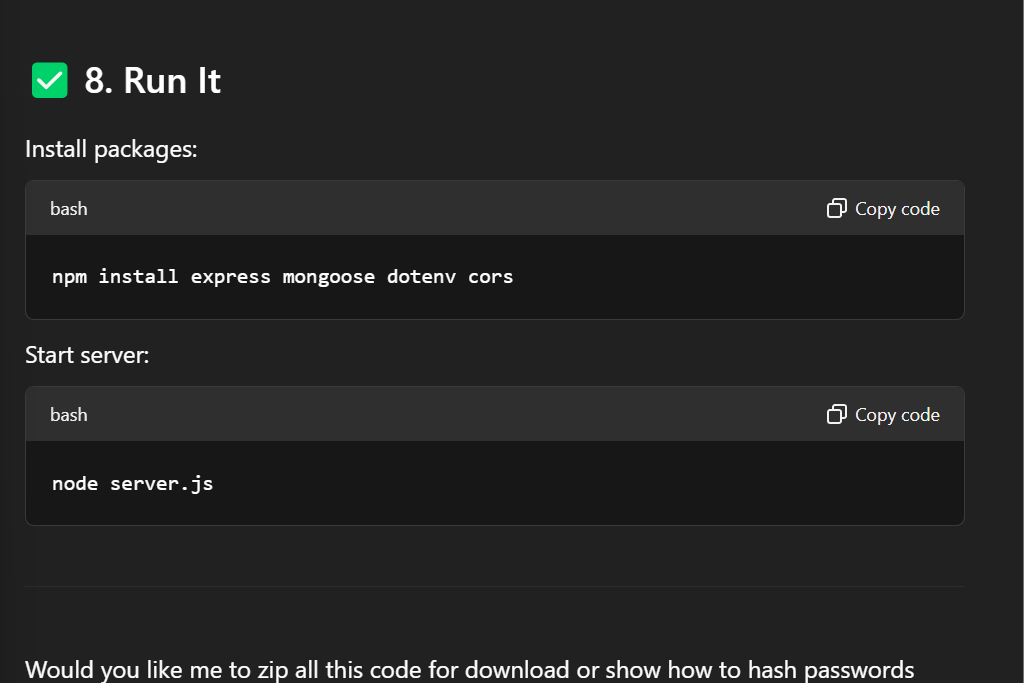 ✅ 8. Run It
Install packages:
bash
Copy code
npm install express mongoose dotenv cors
Start server:
bash
Copy code
node server.js
Would you like me to zip all this code for download or show how to hash passwords